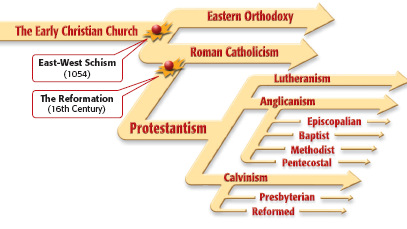 Eastern Orthodoxy
The Early Christian Church
Roman Catholicism
East-West Schism
(1054)
The Reformation
(16th Century)
Protestantism
Lutheranism
Anglicanism
Episcopalian
Baptist
Methodist
Pentecostal
Calvinism
Presbyterian
Reformed